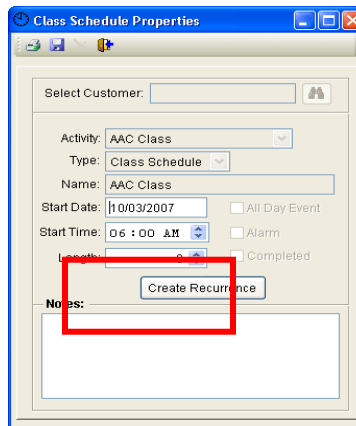 Class Schedule Properties
Select Customer:
Activity: AAC Class
Type: Class Schedule
Name: AAC Class
Start Date: 10/03/2007 All Day Event
Start Time: 06:00 AM Alarm
Length: 0 Completed
Create Recurrence
Notes: